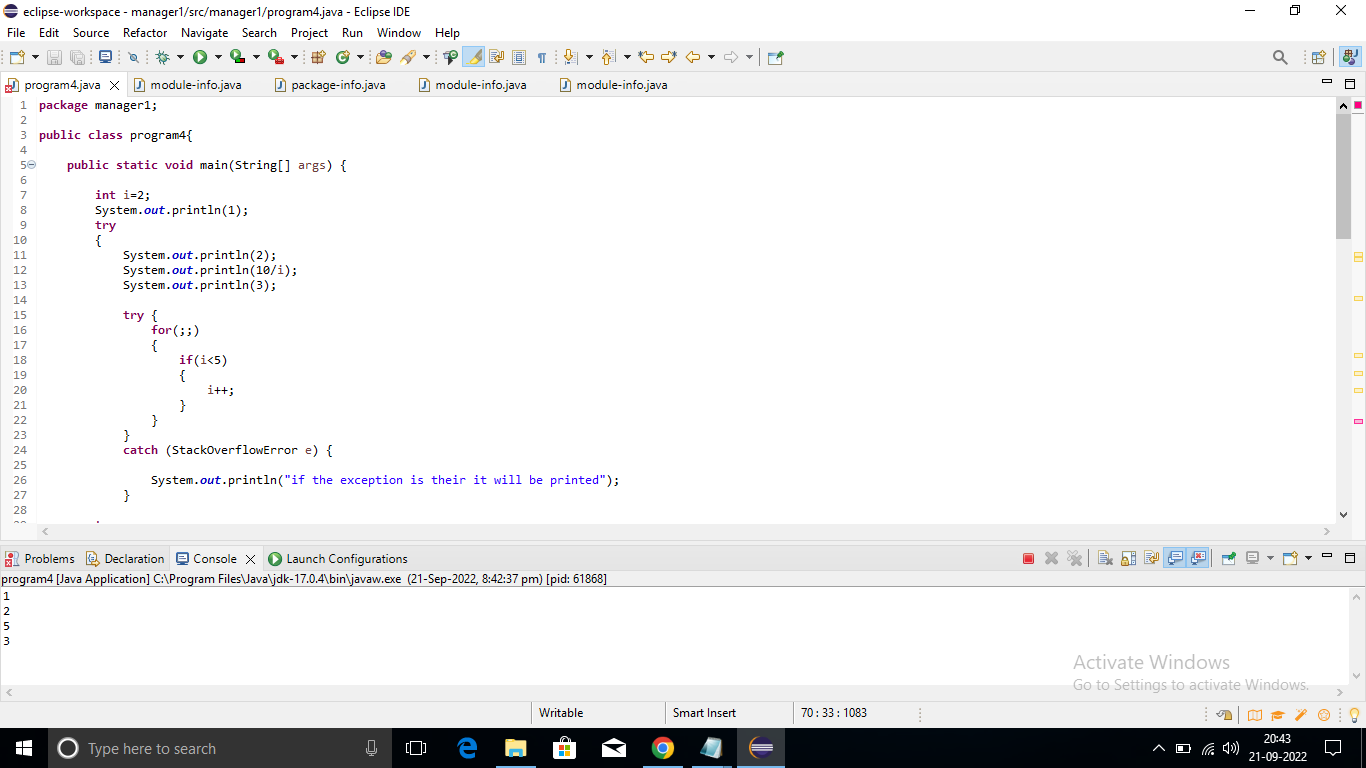 eclipse-workspace - manager1/src/manager1/program4.java - Eclipse IDE
File Edit Source Refactor Navigate Search Project Run Window Help
program4.java module-info.java package-info.java module-info.java module-info.java
1 package manager1;
2
3 public class program4{
4
5 public static void main(String[] args) {
6
7 int i=2;
8 System.out.println(1);
9 try
10 {
11 System.out.println(2);
12 System.out.println(10/i);
13 System.out.println(3);
14
15 try {
16 for(;;)
17 {
18 if(i<5)
19 {
20 i++;
21 }
22 }
23 }
24 catch (StackOverflowError e) {
25
26 System.out.println("if the exception is their it will be printed");
27 }
28
Problems Declaration Console Launch Configurations
program4 [Java Application] C:\Program Files\Java\jdk-17.0.4\bin\javaw.exe (21-Sep-2022, 8:42:37 pm) [pid: 61868]
1
2
5
3
Activate Windows
Go to Settings to activate Windows.
Writable Smart Insert 70 : 33 : 1083
Type here to search
20:43
21-09-2022